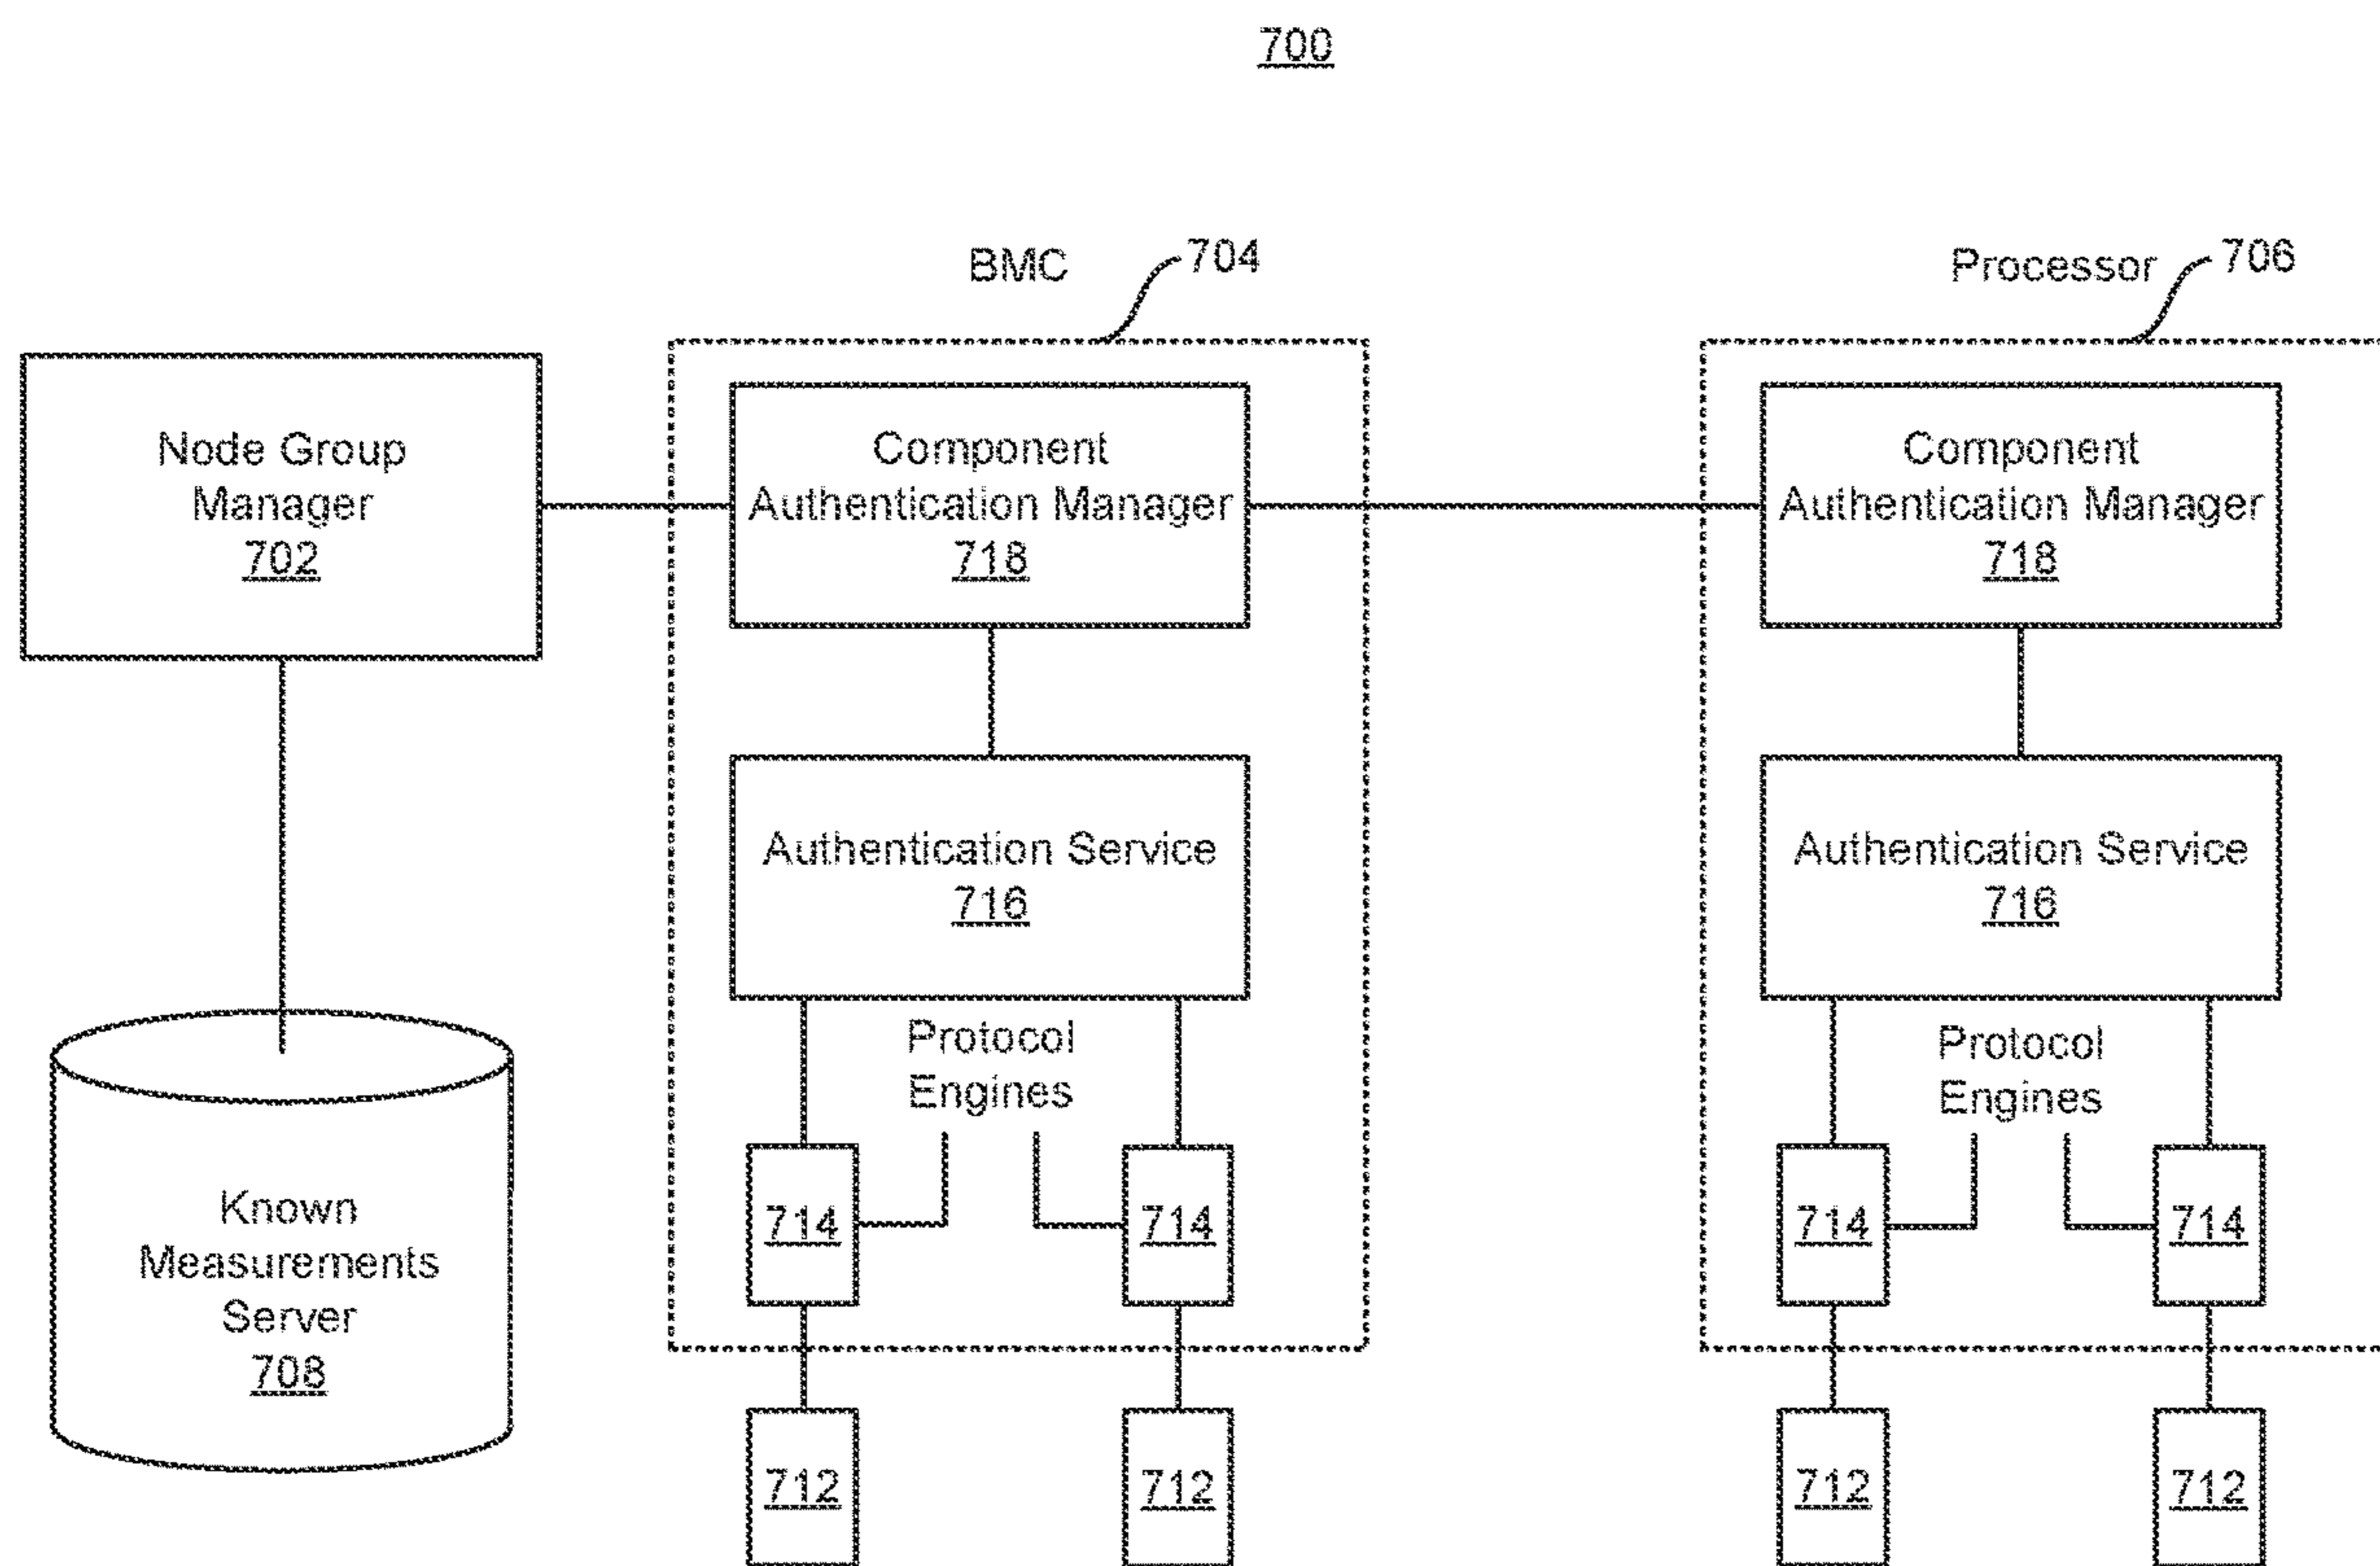 700
BMC
704
Processor
706
Node Group
Manager
702
Component
Authentication Manager
718
Component
Authentication Manager
718
Authentication Service
716
Authentication Service
716
Protocol
Engines
Protocol
Engines
714
714
714
714
Known
Measurements
Server
708
712
712
712
712